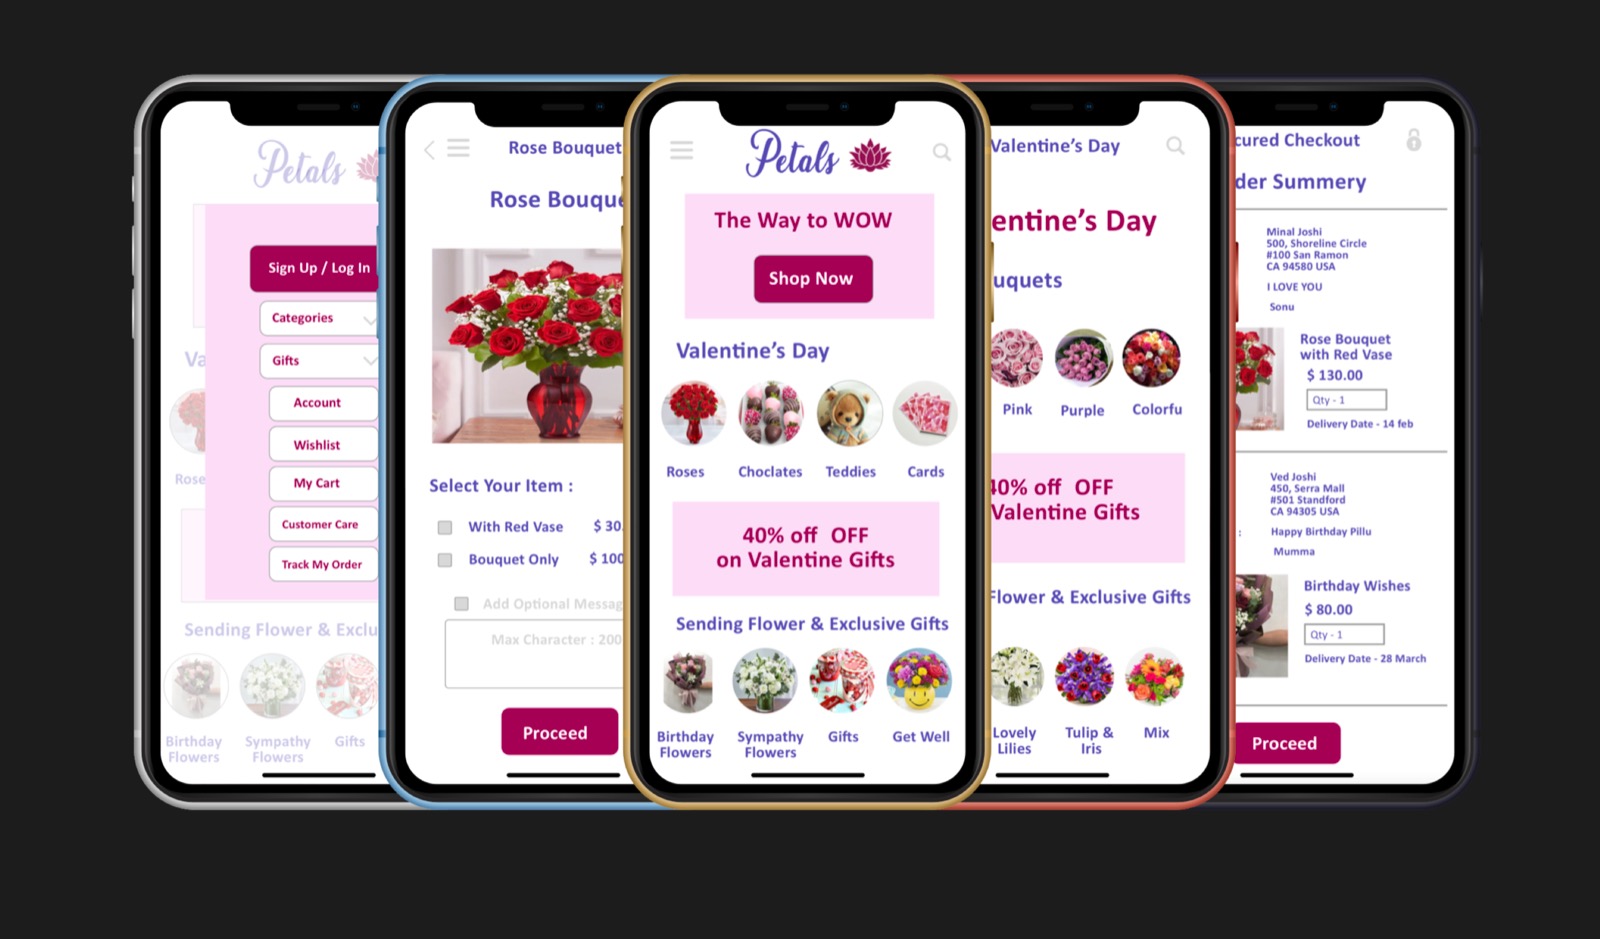 Petals
Sign Up / Log In
Categories
Gifts
Account
Wishlist
My Cart
Customer Care
Track My Order
Va
Rose
Sending Flower & Exclu
Birthday
Flowers
Sympathy
Flowers
Gifts
Rose Bouquet
Rose Bouque
Select Your Item :
With Red Vase $ 30.
Bouquet Only $ 100
Add Optional Messag
Max Character : 200
Proceed
Petals
The Way to WOW
Shop Now
Valentine's Day
Roses
Choclates
Teddies
Cards
40% off OFF
on Valentine Gifts
Sending Flower & Exclusive Gifts
Birthday
Flowers
Sympathy
Flowers
Gifts
Get Well
Valentine's Day
entine's Day
uquets
Pink
Purple
Colorfu
40% off OFF
Valentine Gifts
Flower & Exclusive Gifts
Lovely
Lilies
Tulip &
Iris
Mix
cured Checkout
der Summery
Minal Joshi
500, Shoreline Circle
#100 San Ramon
CA 94580 USA
I LOVE YOU
Sonu
Rose Bouquet
with Red Vase
$ 130.00
Qty - 1
Delivery Date - 14 feb
Ved Joshi
450, Serra Mall
#501 Standford
CA 94305 USA
: Happy Birthday Pillu
Mumma
Birthday Wishes
$ 80.00
Qty - 1
Delivery Date - 28 March
Proceed